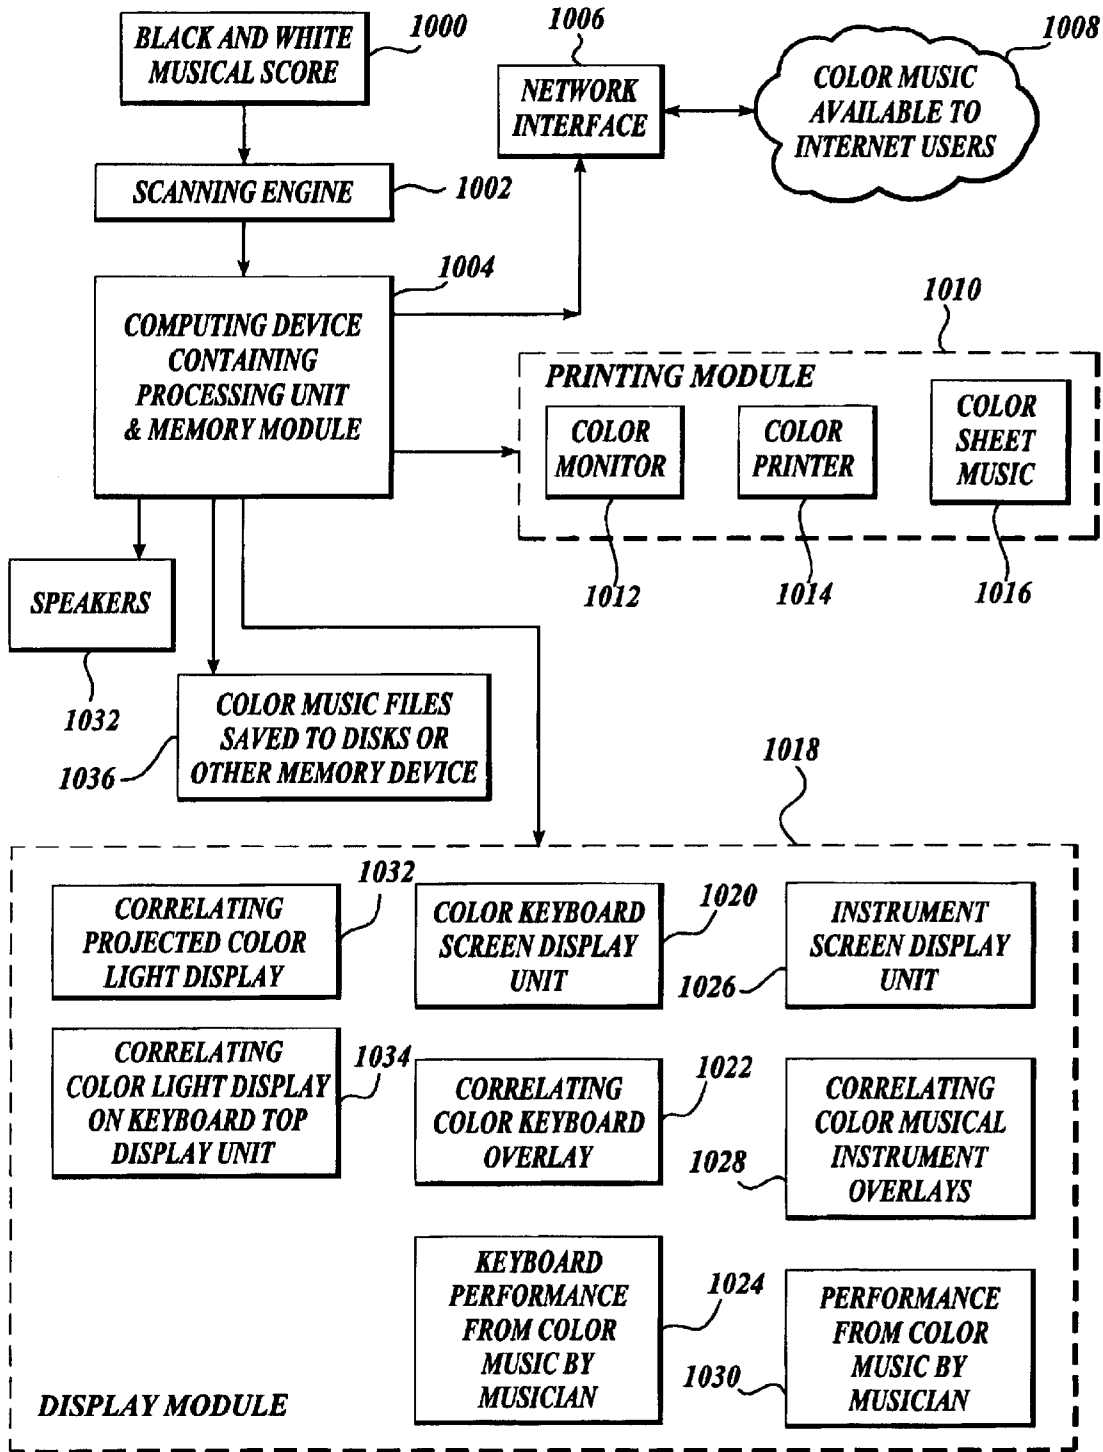 BLACK AND WHITE
MUSICAL SCORE
1000
SCANNING ENGINE
1002
COMPUTING DEVICE
CONTAINING
PROCESSING UNIT
& MEMORY MODULE
1004
1006
NETWORK
INTERFACE
1008
COLOR MUSIC
AVAILABLE TO
INTERNET USERS
1010
PRINTING MODULE
COLOR
MONITOR
1012
COLOR
PRINTER
1014
COLOR
SHEET
MUSIC
1016
SPEAKERS
1032
COLOR MUSIC FILES
SAVED TO DISKS OR
OTHER MEMORY DEVICE
1036
1018
CORRELATING
PROJECTED COLOR
LIGHT DISPLAY
1032
COLOR KEYBOARD
SCREEN DISPLAY
UNIT
1020
INSTRUMENT
SCREEN DISPLAY
UNIT
1026
CORRELATING
COLOR LIGHT DISPLAY
ON KEYBOARD TOP
DISPLAY UNIT
1034
CORRELATING
COLOR KEYBOARD
OVERLAY
1022
CORRELATING
COLOR MUSICAL
INSTRUMENT
OVERLAYS
1028
KEYBOARD
PERFORMANCE
FROM COLOR
MUSIC BY
MUSICIAN
1024
PERFORMANCE
FROM COLOR
MUSIC BY
MUSICIAN
1030
DISPLAY MODULE